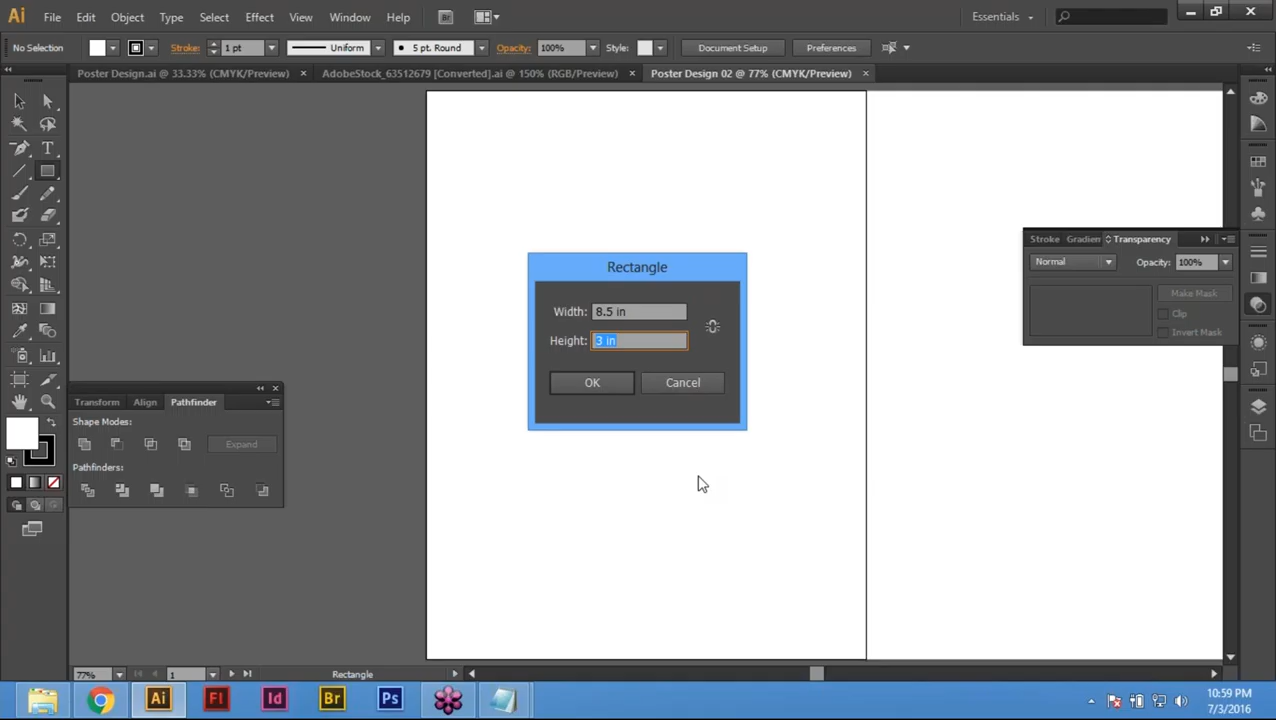 Ai File Edit Object Type Select Effect View Window Help Br Essentials
No Selection Stroke: 1 pt Uniform 5 pt. Round Opacity: 100% Style: Document Setup Preferences
Poster Design.ai @ 33.33% (CMYK/Preview) × AdobeStock_63512679 [Converted].ai @ 150% (RGB/Preview) × Poster Design 02 @ 77% (CMYK/Preview) ×
Stroke Gradien Transparency
Normal Opacity: 100%
Make Mask
Clip
Invert Mask
Rectangle
Width: 8.5 in
Height: 3 in
OK Cancel
Transform Align Pathfinder
Shape Modes:
Expand
Pathfinders:
77% 1 Rectangle
Ai Fl Id Br Ps
10:59 PM
7/3/2016